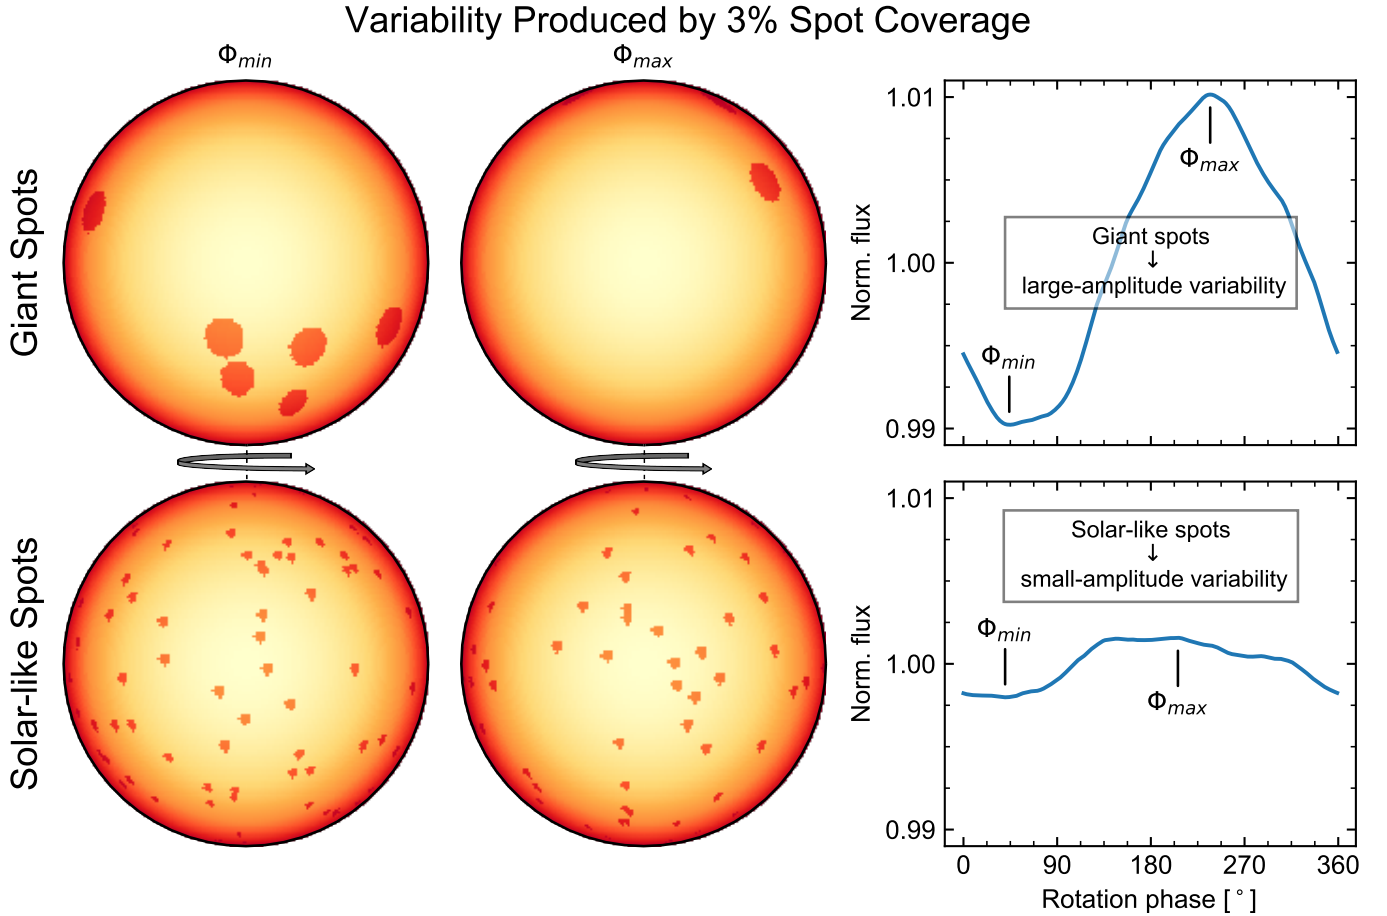 Variability Produced by 3% Spot Coverage
Φmin
Φmax
Giant Spots
Solar-like Spots
1.01
1.00
0.99
Norm. flux
Φmax
Giant spots
↓
large-amplitude variability
Φmin
1.01
1.00
0.99
Norm. flux
Solar-like spots
↓
small-amplitude variability
Φmin
Φmax
0 90 180 270 360
Rotation phase [°]